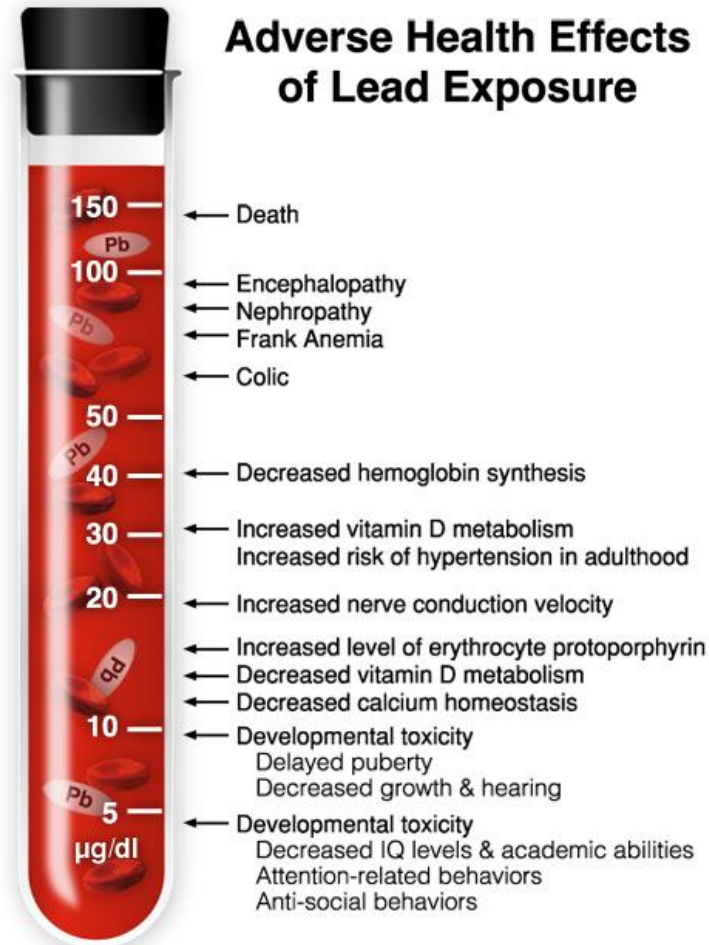 Adverse Health Effects
of Lead Exposure
150
Death
Pb
100
Encephalopathy
Nephropathy
Pb
Frank Anemia
Colic
50
Pb
40
Decreased hemoglobin synthesis
30
Increased vitamin D metabolism
Increased risk of hypertension in adulthood
20
Increased nerve conduction velocity
Increased level of erythrocyte protoporphyrin
Pb
Decreased vitamin D metabolism
Decreased calcium homeostasis
10
Developmental toxicity
Delayed puberty
Decreased growth & hearing
Pb
5
Developmental toxicity
µg/dl
Decreased IQ levels & academic abilities
Attention-related behaviors
Anti-social behaviors